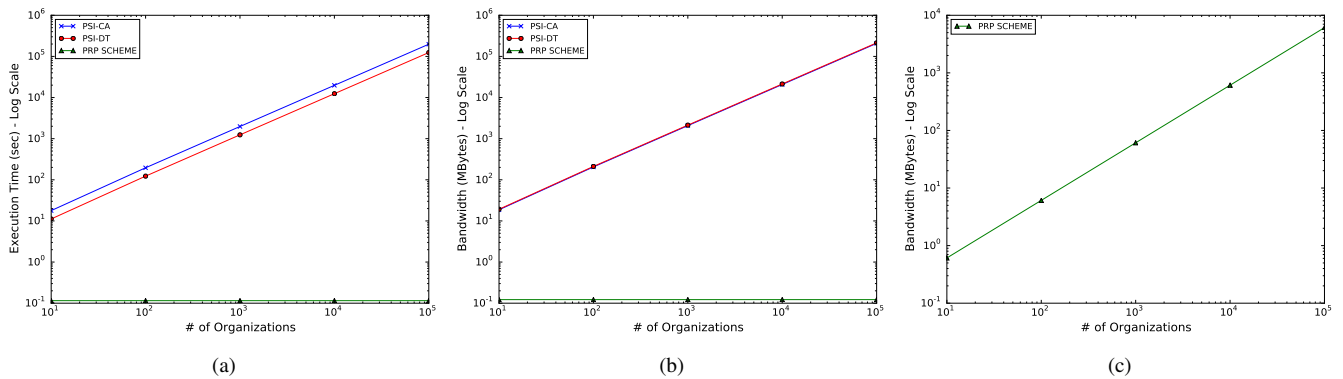 10^6
10^5
10^4
10^3
10^2
10^1
10^0
10^-1
Execution Time (sec) - Log Scale
PSI-CA
PSI-DT
PRP SCHEME
10^1 10^2 10^3 10^4 10^5
# of Organizations
(a)
10^6
10^5
10^4
10^3
10^2
10^1
10^0
10^-1
Bandwidth (MBytes) - Log Scale
PSI-CA
PSI-DT
PRP SCHEME
10^1 10^2 10^3 10^4 10^5
# of Organizations
(b)
10^4
10^3
10^2
10^1
10^0
10^-1
Bandwidth (MBytes) - Log Scale
PRP SCHEME
10^1 10^2 10^3 10^4 10^5
# of Organizations
(c)